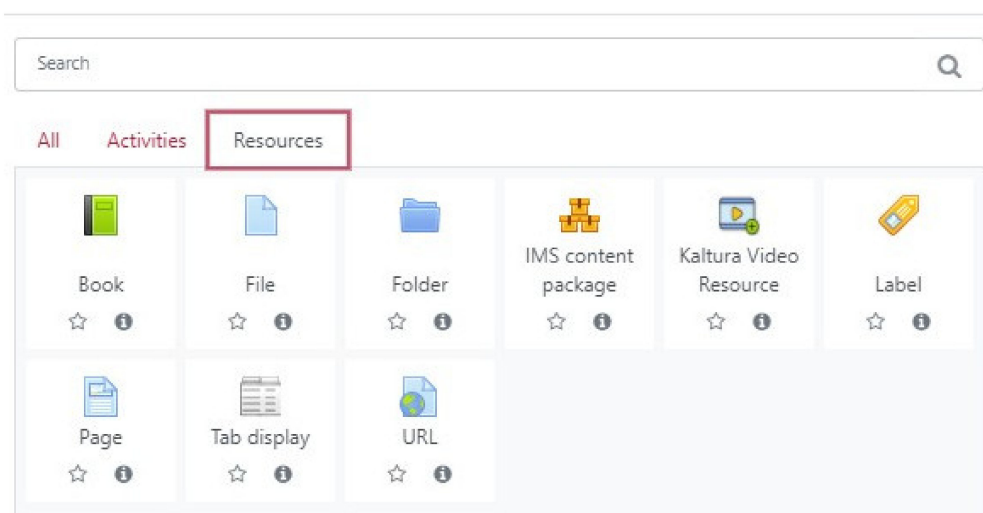 Search
All
Activities
Resources
Book
File
Folder
IMS content
package
Kaltura Video
Resource
Label
Page
Tab display
URL